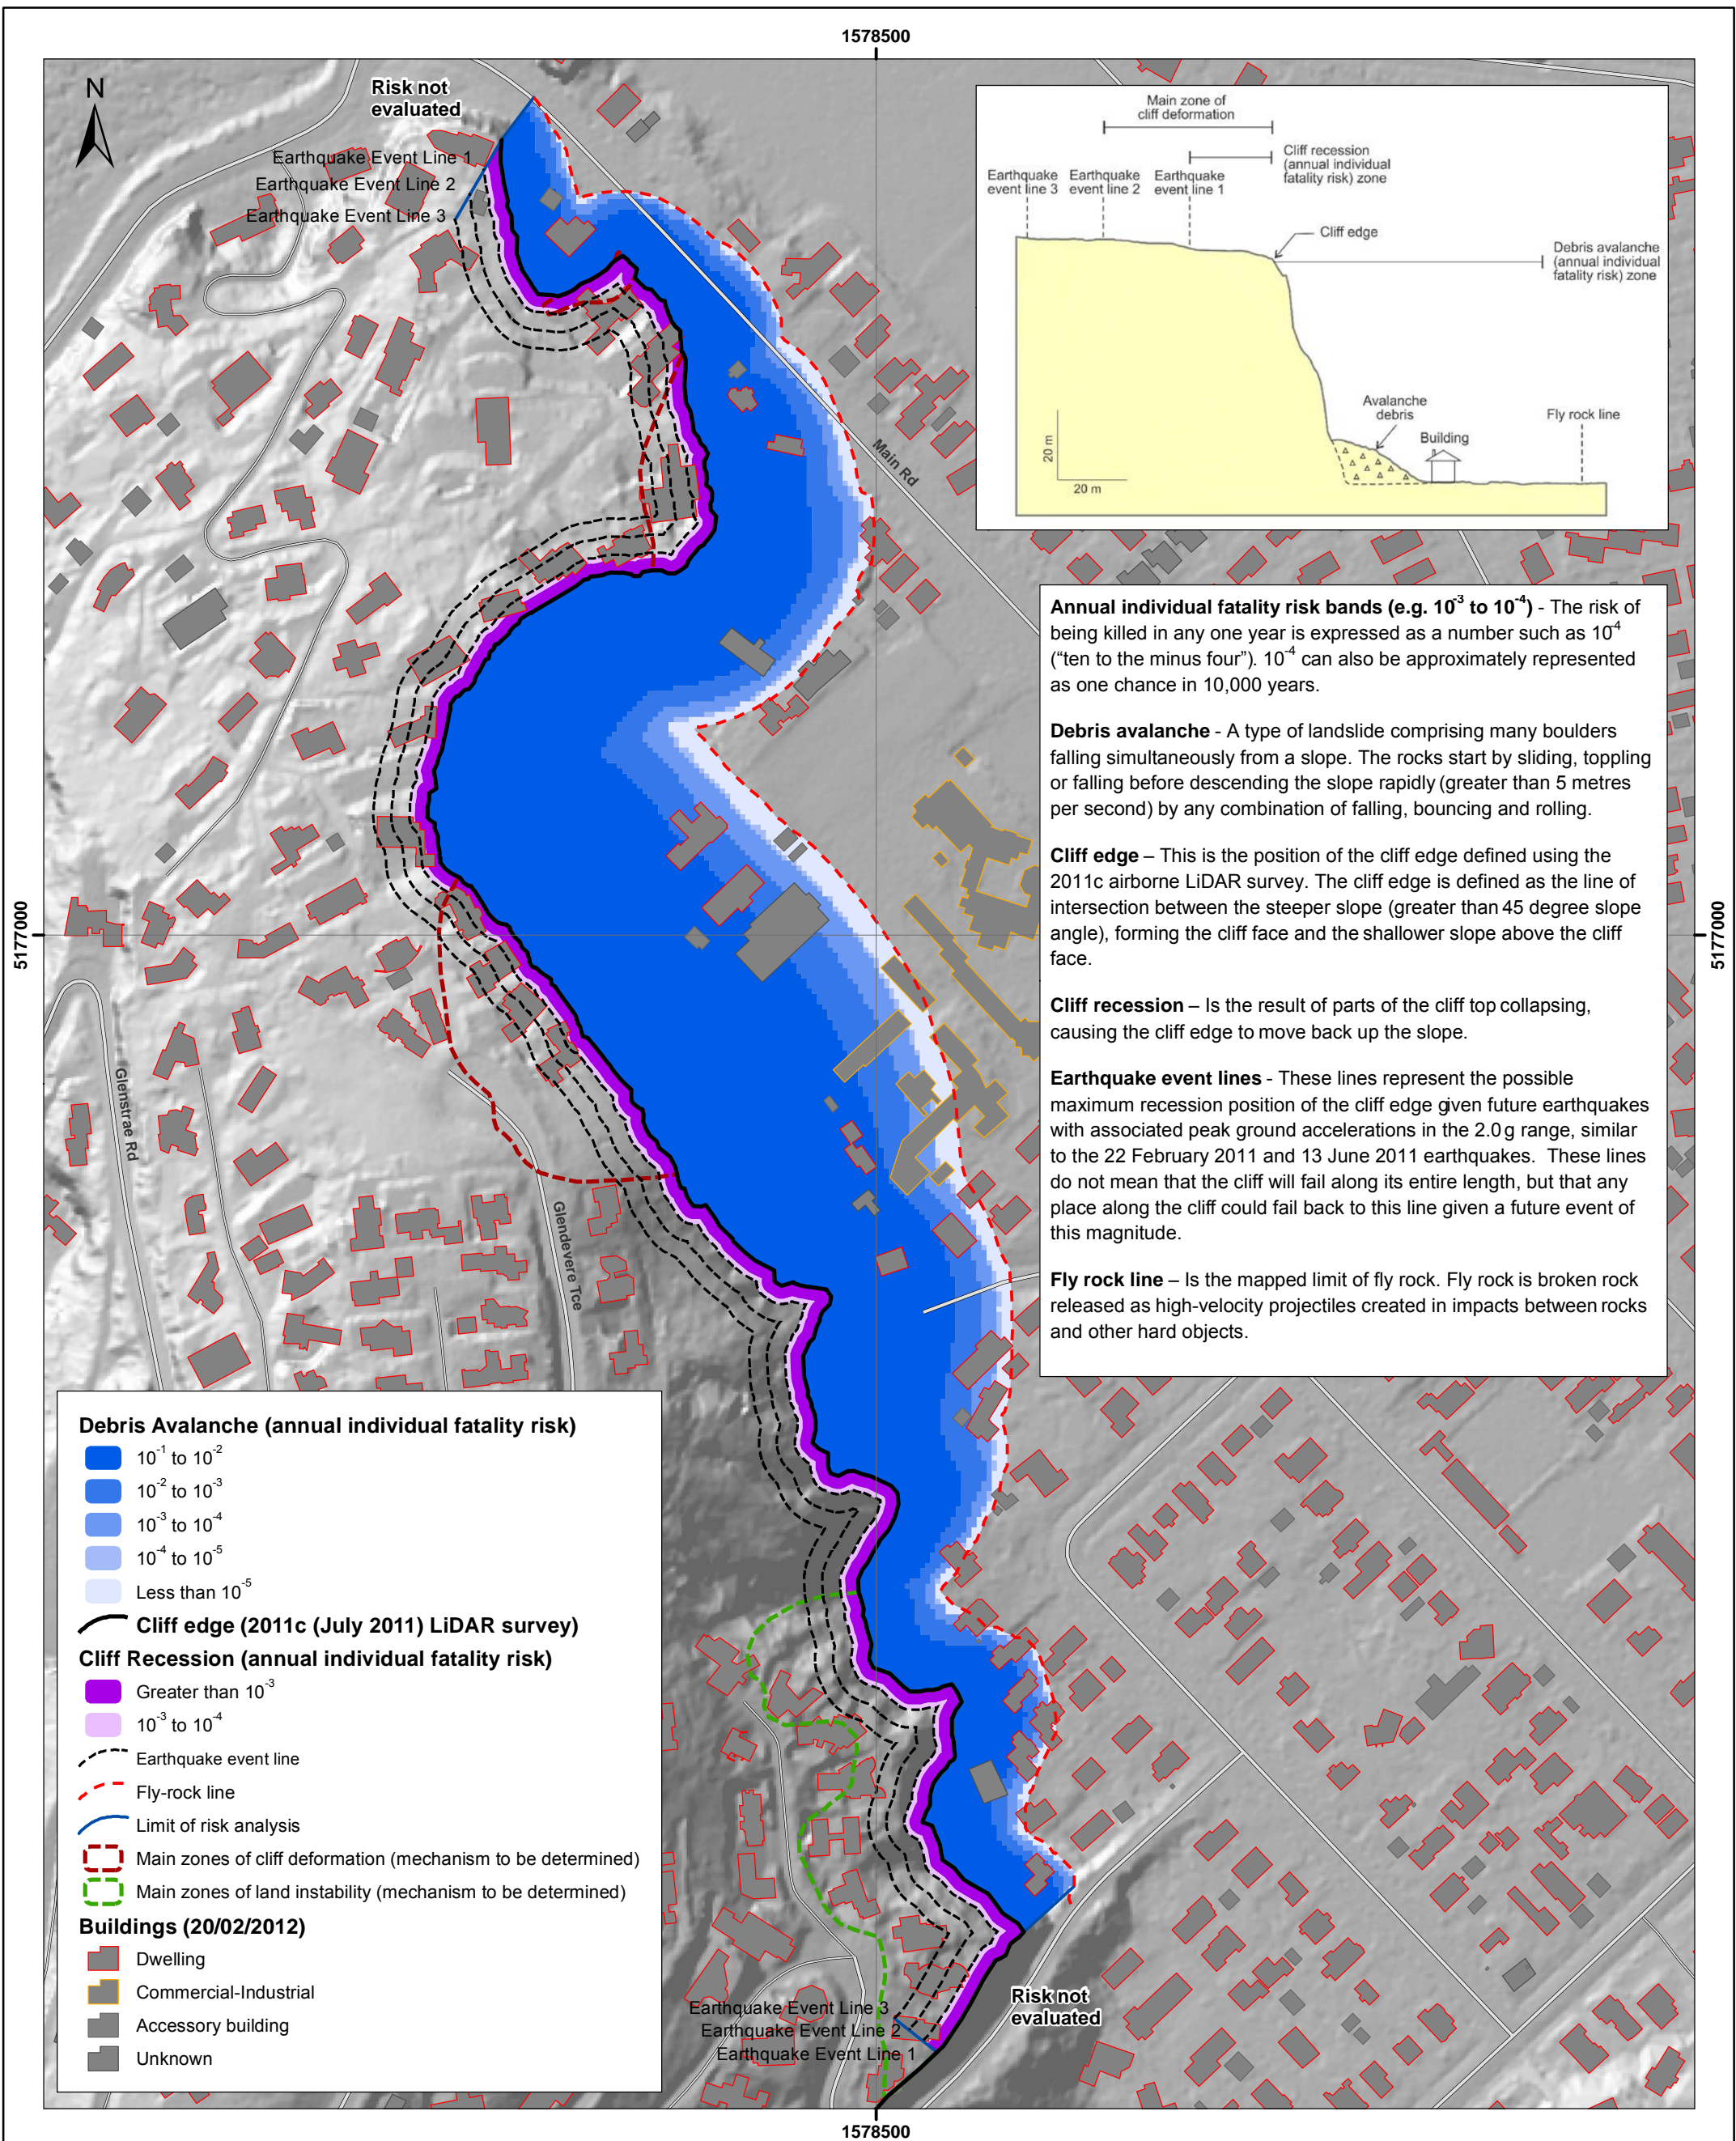 1578500
N
Risk not
evaluated
Earthquake Event Line 1
Earthquake Event Line 2
Earthquake Event Line 3
Main zone of
cliff deformation
Cliff recession
(annual individual
fatality risk) zone
Earthquake
event line 3
Earthquake
event line 2
Earthquake
event line 1
Cliff edge
Debris avalanche
(annual individual
fatality risk) zone
Avalanche
debris
Building
Fly rock line
20 m
20 m
Main Rd
Annual individual fatality risk bands (e.g. 10-3 to 10-4) - The risk of
being killed in any one year is expressed as a number such as 10-4
(“ten to the minus four”). 10-4 can also be approximately represented
as one chance in 10,000 years.
Debris avalanche - A type of landslide comprising many boulders
falling simultaneously from a slope. The rocks start by sliding, toppling
or falling before descending the slope rapidly (greater than 5 metres
per second) by any combination of falling, bouncing and rolling.
Cliff edge – This is the position of the cliff edge defined using the
2011c airborne LiDAR survey. The cliff edge is defined as the line of
intersection between the steeper slope (greater than 45 degree slope
angle), forming the cliff face and the shallower slope above the cliff
face.
Cliff recession – Is the result of parts of the cliff top collapsing,
causing the cliff edge to move back up the slope.
Earthquake event lines - These lines represent the possible
maximum recession position of the cliff edge given future earthquakes
with associated peak ground accelerations in the 2.0 g range, similar
to the 22 February 2011 and 13 June 2011 earthquakes. These lines
do not mean that the cliff will fail along its entire length, but that any
place along the cliff could fail back to this line given a future event of
this magnitude.
Fly rock line – Is the mapped limit of fly rock. Fly rock is broken rock
released as high-velocity projectiles created in impacts between rocks
and other hard objects.
5177000
5177000
Glenstrae Rd
Glendevere Tce
Debris Avalanche (annual individual fatality risk)
10-1 to 10-2
10-2 to 10-3
10-3 to 10-4
10-4 to 10-5
Less than 10-5
Cliff edge (2011c (July 2011) LiDAR survey)
Cliff Recession (annual individual fatality risk)
Greater than 10-3
10-3 to 10-4
Earthquake event line
Fly-rock line
Limit of risk analysis
Main zones of cliff deformation (mechanism to be determined)
Main zones of land instability (mechanism to be determined)
Buildings (20/02/2012)
Dwelling
Commercial-Industrial
Accessory building
Unknown
Earthquake Event Line 3
Earthquake Event Line 2
Earthquake Event Line 1
Risk not
evaluated
1578500